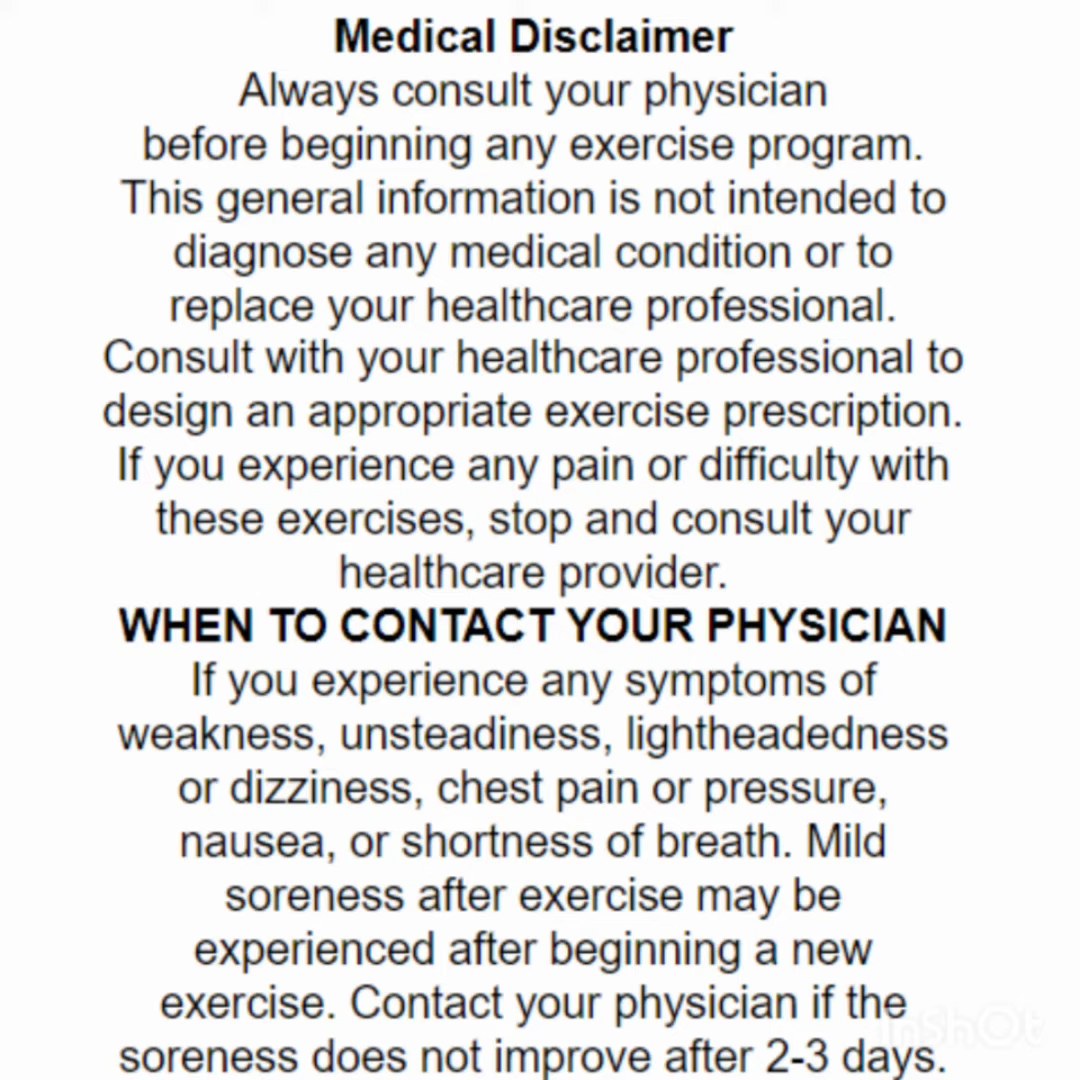 Medical Disclaimer
Always consult your physician
before beginning any exercise program.
This general information is not intended to
diagnose any medical condition or to
replace your healthcare professional.
Consult with your healthcare professional to
design an appropriate exercise prescription.
If you experience any pain or difficulty with
these exercises, stop and consult your
healthcare provider.
WHEN TO CONTACT YOUR PHYSICIAN
If you experience any symptoms of
weakness, unsteadiness, lightheadedness
or dizziness, chest pain or pressure,
nausea, or shortness of breath. Mild
soreness after exercise may be
experienced after beginning a new
exercise. Contact your physician if the
soreness does not improve after 2-3 days.
InshOt